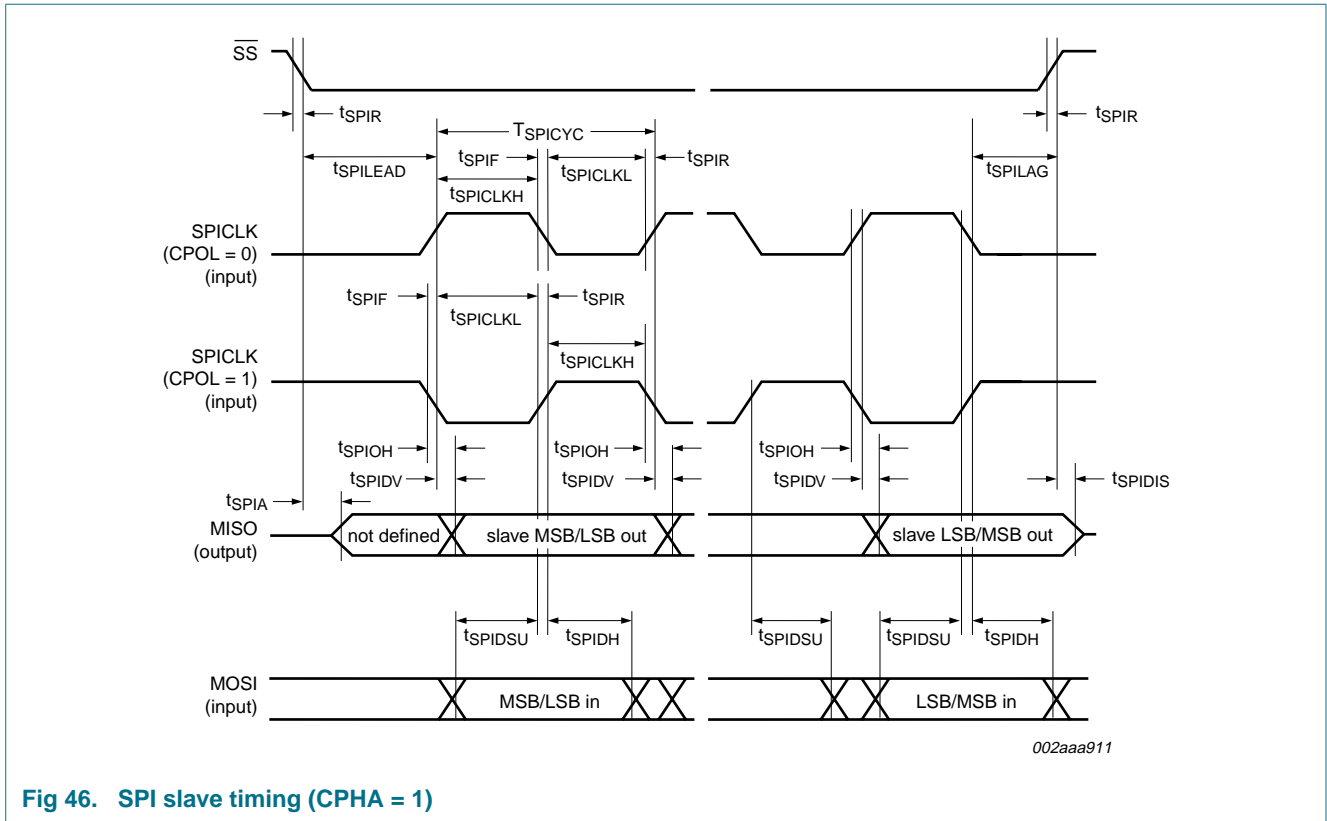 SS
tSPIR
TSPICYC
tSPIR
tSPILEAD
tSPIF
tSPICLKL
tSPIR
tSPILAG
tSPICLKH
SPICLK
(CPOL = 0)
(input)
tSPIF
tSPICLKL
tSPIR
tSPICLKH
SPICLK
(CPOL = 1)
(input)
tSPIOH
tSPIOH
tSPIOH
tSPIDV
tSPIDV
tSPIDV
tSPIDIS
tSPIA
MISO
(output)
not defined
slave MSB/LSB out
slave LSB/MSB out
tSPIDSU
tSPIDH
tSPIDSU
tSPIDSU
tSPIDH
MOSI
(input)
MSB/LSB in
LSB/MSB in
002aaa911
Fig 46. SPI slave timing (CPHA = 1)